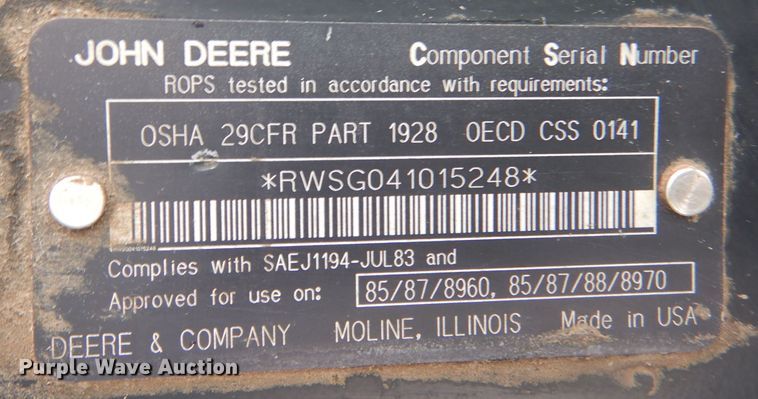 JOHN DEERE Component Serial Number
ROPS tested in accordance with requirements:
OSHA 29CFR PART 1928 OECD CSS 0141
*RWSG041015248*
Complies with SAEJ1194-JUL83 and
Approved for use on: 85/87/8960, 85/87/88/8970
DEERE & COMPANY MOLINE, ILLINOIS Made in USA
Purple Wave Auction